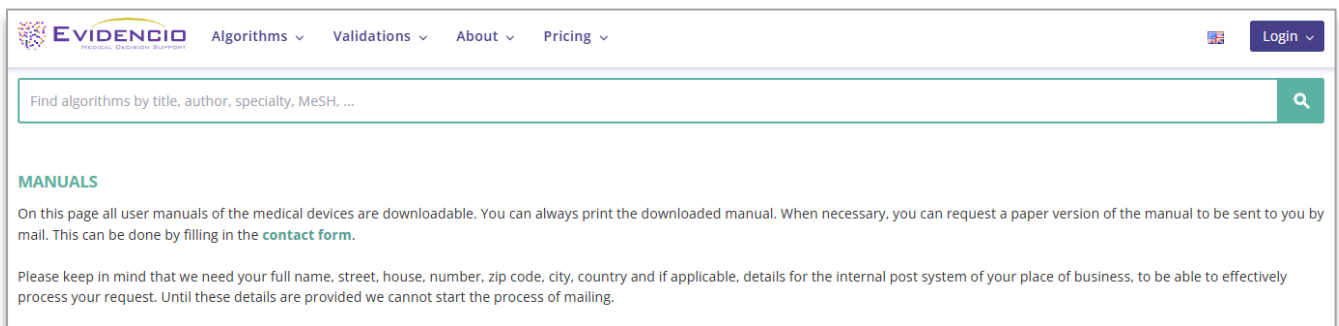 EVIDENCIO
MEDICAL DECISION SUPPORT
Algorithms Validations About Pricing Login
Find algorithms by title, author, specialty, MeSH, ...
MANUALS
On this page all user manuals of the medical devices are downloadable. You can always print the downloaded manual. When necessary, you can request a paper version of the manual to be sent to you by
mail. This can be done by filling in the contact form.
Please keep in mind that we need your full name, street, house, number, zip code, city, country and if applicable, details for the internal post system of your place of business, to be able to effectively
process your request. Until these details are provided we cannot start the process of mailing.